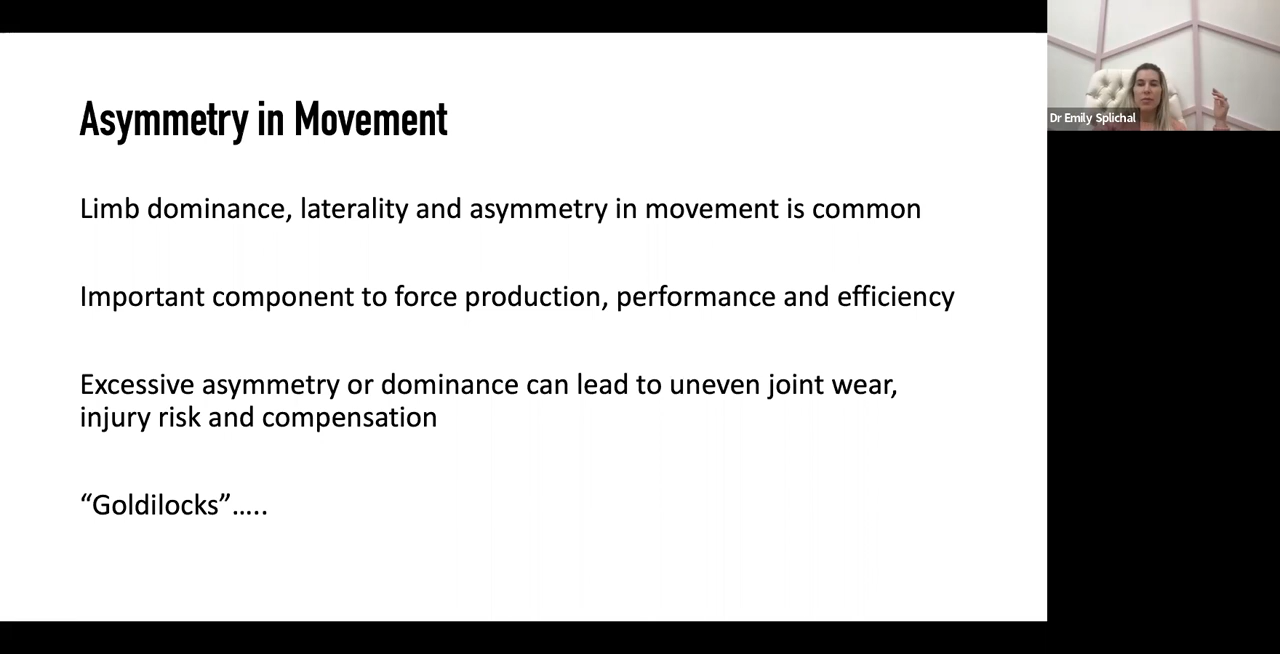 Asymmetry in Movement
Limb dominance, laterality and asymmetry in movement is common
Important component to force production, performance and efficiency
Excessive asymmetry or dominance can lead to uneven joint wear,
injury risk and compensation
“Goldilocks”…..
Dr Emily Splichal